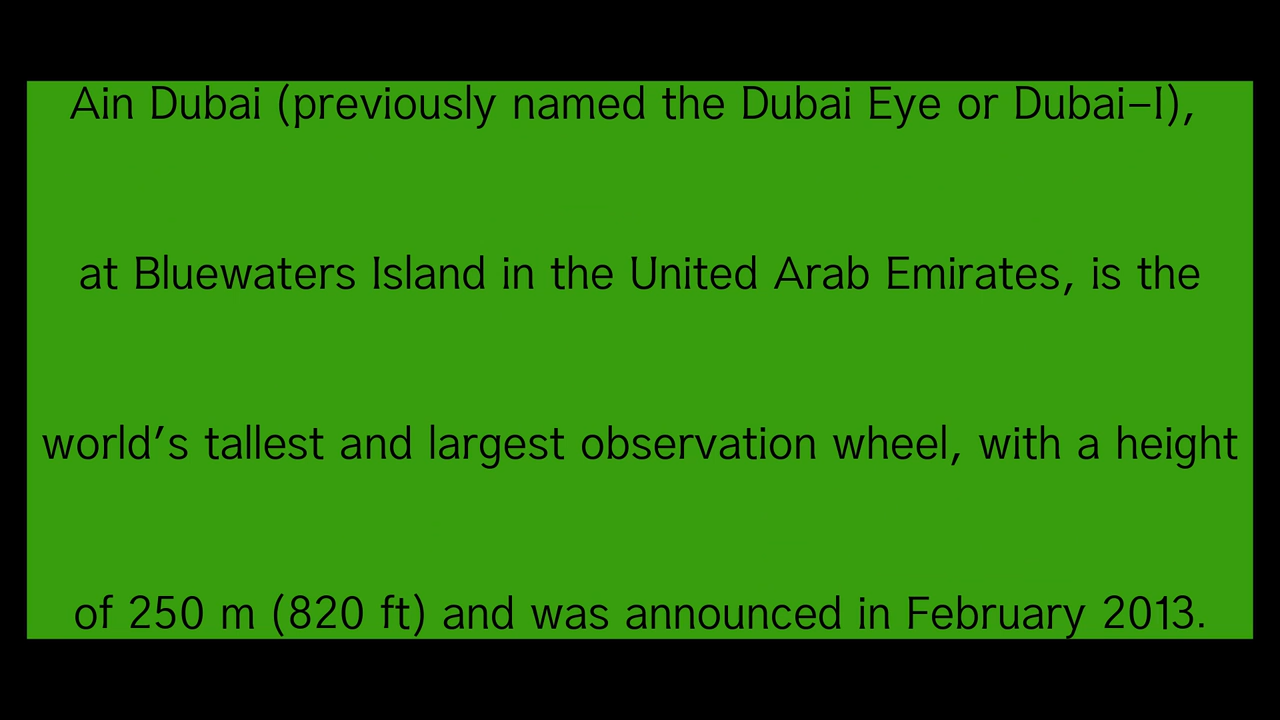 Ain Dubai (previously named the Dubai Eye or Dubai-I),
at Bluewaters Island in the United Arab Emirates, is the
world's tallest and largest observation wheel, with a height
of 250 m (820 ft) and was announced in February 2013.